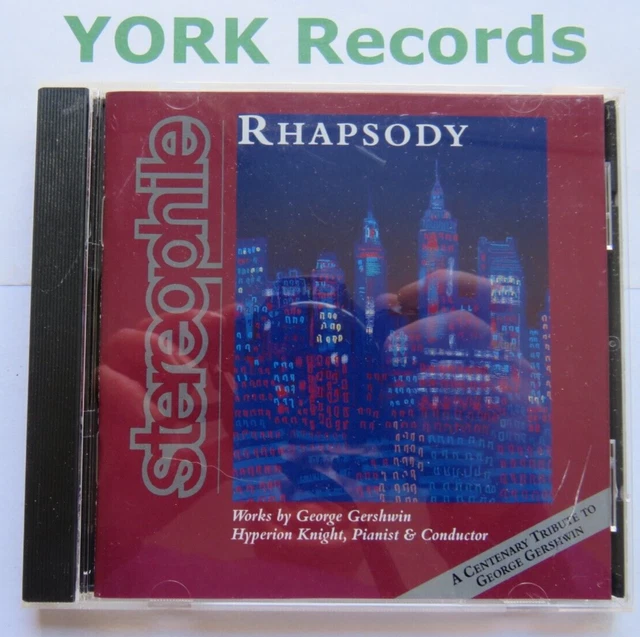 YORK Records
stereophile
RHAPSODY
Works by George Gershwin
Hyperion Knight, Pianist & Conductor
A CENTENARY TRIBUTE TO
GEORGE GERSHWIN